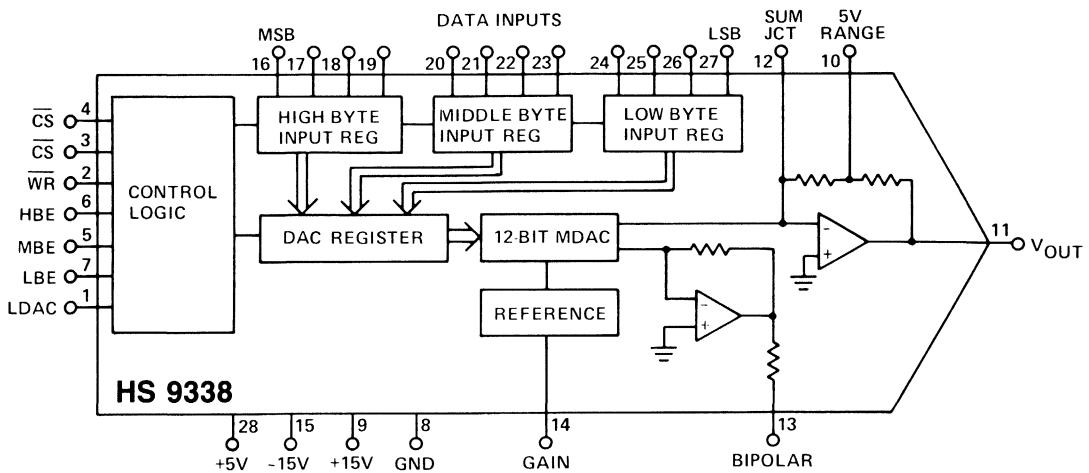 DATA INPUTS
MSB
LSB
SUM JCT
5V RANGE
16 17 18 19 20 21 22 23 24 25 26 27 12 10
CS 4
CS 3
WR 2
HBE 6
MBE 5
LBE 7
LDAC 1
CONTROL LOGIC
HIGH BYTE INPUT REG
MIDDLE BYTE INPUT REG
LOW BYTE INPUT REG
DAC REGISTER
12-BIT MDAC
REFERENCE
-
+
-
+
11 VOUT
HS 9338
28 15 9 8 14 13
+5V -15V +15V GND GAIN BIPOLAR